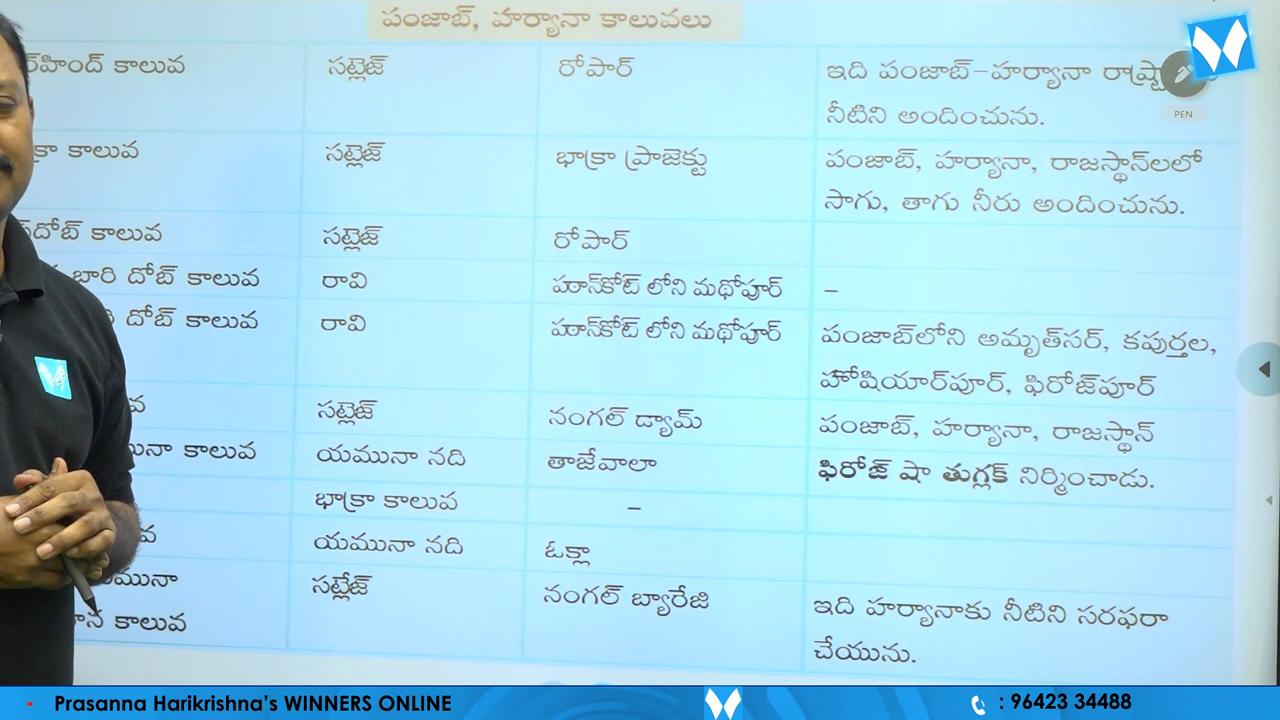 పంజాబ్, హర్యానా కాలువలు
కాలువ సట్లెజ్ రోపార్ ఇది పంజాబ్-హర్యానా
నీటిని అందించును.
కాలువ సట్లెజ్ భాక్రా ప్రాజెక్టు పంజాబ్, హర్యానా, రాజస్థాన్‌లలో
సాగు, తాగు నీరు అందించును.
కాలువ సట్లెజ్ రోపార్
బారి దోబ్ కాలువ రావి పఠాన్‌కోట్ లోని మథోపూర్ –
దోబ్ కాలువ రావి పఠాన్‌కోట్ లోని మథోపూర్ పంజాబ్‌లోని అమృత్‌సర్, కపుర్తల,
హోషియార్‌పూర్, ఫిరోజ్‌పూర్
సట్లెజ్ నంగల్ డ్యామ్ పంజాబ్, హర్యానా, రాజస్థాన్
కాలువ యమునా నది తాజేవాలా ఫిరోజ్ షా తుగ్లక్ నిర్మించాడు.
భాక్రా కాలువ –
యమునా నది ఓక్లా
సట్లేజ్ నంగల్ బ్యారేజి ఇది హర్యానాకు నీటిని సరఫరా
కాలువ చేయును.
PEN
- Prasanna Harikrishna's WINNERS ONLINE : 96423 34488